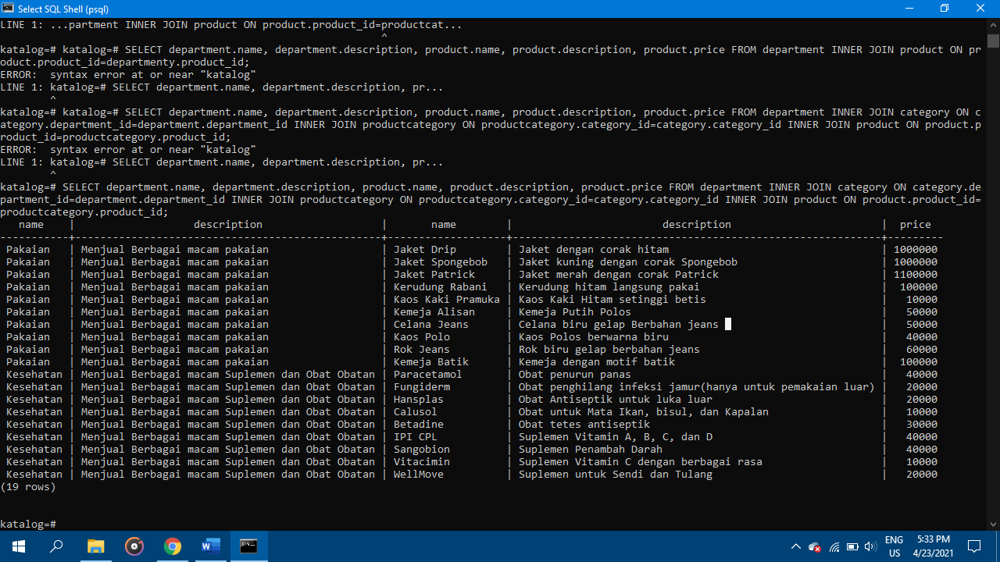 Select SQL Shell (psql)
LINE 1: ...partment INNER JOIN product ON product.product_id=productcat...
^
katalog=# katalog=# SELECT department.name, department.description, product.name, product.description, product.price FROM department INNER JOIN product ON pr
oduct.product_id=departmenty.product_id;
ERROR:  syntax error at or near "katalog"
LINE 1: katalog=# SELECT department.name, department.description, pr...
^
katalog=# katalog=# SELECT department.name, department.description, product.name, product.description, product.price FROM department INNER JOIN category ON c
ategory.department_id=department.department_id INNER JOIN productcategory ON productcategory.category_id=category.category_id INNER JOIN product ON product.p
roduct_id=productcategory.product_id;
ERROR:  syntax error at or near "katalog"
LINE 1: katalog=# SELECT department.name, department.description, pr...
^
katalog=# SELECT department.name, department.description, product.name, product.description, product.price FROM department INNER JOIN category ON category.de
partment_id=department.department_id INNER JOIN productcategory ON productcategory.category_id=category.category_id INNER JOIN product ON product.product_id=
productcategory.product_id;
name | description | name | description | price
-----------+-------------------------------------------------+-------------------+-----------------------------------------------------------+---------
Pakaian | Menjual Berbagai macam pakaian | Jaket Drip | Jaket dengan corak hitam | 1000000
Pakaian | Menjual Berbagai macam pakaian | Jaket Spongebob | Jaket kuning dengan corak Spongebob | 1000000
Pakaian | Menjual Berbagai macam pakaian | Jaket Patrick | Jaket merah dengan corak Patrick | 1100000
Pakaian | Menjual Berbagai macam pakaian | Kerudung Rabani | Kerudung hitam langsung pakai | 100000
Pakaian | Menjual Berbagai macam pakaian | Kaos Kaki Pramuka | Kaos Kaki Hitam setinggi betis | 10000
Pakaian | Menjual Berbagai macam pakaian | Kemeja Alisan | Kemeja Putih Polos | 50000
Pakaian | Menjual Berbagai macam pakaian | Celana Jeans | Celana biru gelap Berbahan jeans | 50000
Pakaian | Menjual Berbagai macam pakaian | Kaos Polo | Kaos Polos berwarna biru | 40000
Pakaian | Menjual Berbagai macam pakaian | Rok Jeans | Rok biru gelap berbahan jeans | 60000
Pakaian | Menjual Berbagai macam pakaian | Kemeja Batik | Kemeja dengan motif batik | 100000
Kesehatan | Menjual Berbagai macam Suplemen dan Obat Obatan | Paracetamol | Obat penurun panas | 40000
Kesehatan | Menjual Berbagai macam Suplemen dan Obat Obatan | Fungiderm | Obat penghilang infeksi jamur(hanya untuk pemakaian luar) | 20000
Kesehatan | Menjual Berbagai macam Suplemen dan Obat Obatan | Hansplas | Obat Antiseptik untuk luka luar | 20000
Kesehatan | Menjual Berbagai macam Suplemen dan Obat Obatan | Calusol | Obat untuk Mata Ikan, bisul, dan Kapalan | 10000
Kesehatan | Menjual Berbagai macam Suplemen dan Obat Obatan | Betadine | Obat tetes antiseptik | 30000
Kesehatan | Menjual Berbagai macam Suplemen dan Obat Obatan | IPI CPL | Suplemen Vitamin A, B, C, dan D | 40000
Kesehatan | Menjual Berbagai macam Suplemen dan Obat Obatan | Sangobion | Suplemen Penambah Darah | 40000
Kesehatan | Menjual Berbagai macam Suplemen dan Obat Obatan | Vitacimin | Suplemen Vitamin C dengan berbagai rasa | 10000
Kesehatan | Menjual Berbagai macam Suplemen dan Obat Obatan | WellMove | Suplemen untuk Sendi dan Tulang | 20000
(19 rows)
katalog=#
ENG 5:33 PM
US 4/23/2021